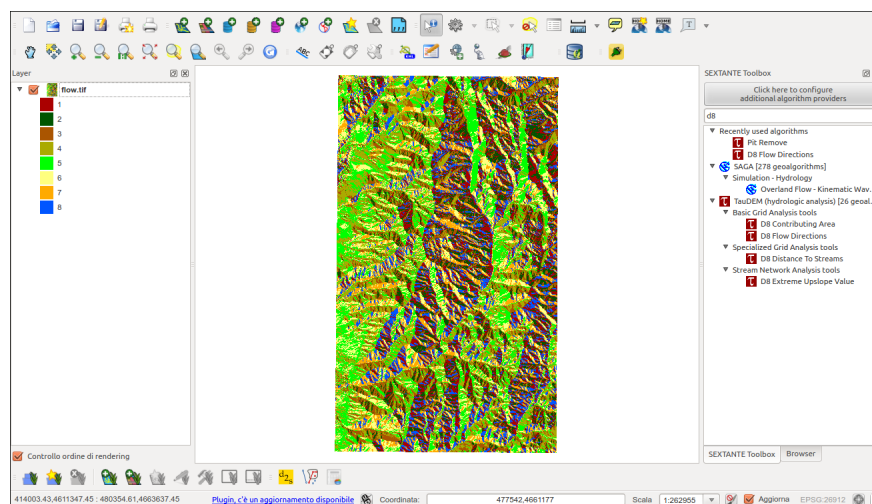 Layer
SEXTANTE Toolbox
flow.tif
1
2
3
4
5
6
7
8
Click here to configure
additional algorithm providers
d8
Recently used algorithms
Pit Remove
D8 Flow Directions
SAGA [278 geoalgorithms]
Simulation - Hydrology
Overland Flow - Kinematic Wav.
TauDEM (hydrologic analysis) [26 geoal.
Basic Grid Analysis tools
D8 Contributing Area
D8 Flow Directions
Specialized Grid Analysis tools
D8 Distance To Streams
Stream Network Analysis tools
D8 Extreme Upslope Value
Controllo ordine di rendering
SEXTANTE Toolbox Browser
414003.43,4611347.45 : 480354.61,4663637.45 Plugin, c'è un aggiornamento disponibile Coordinata: 477542,4661177 Scala 1:262955 Aggiorna EPSG:26912